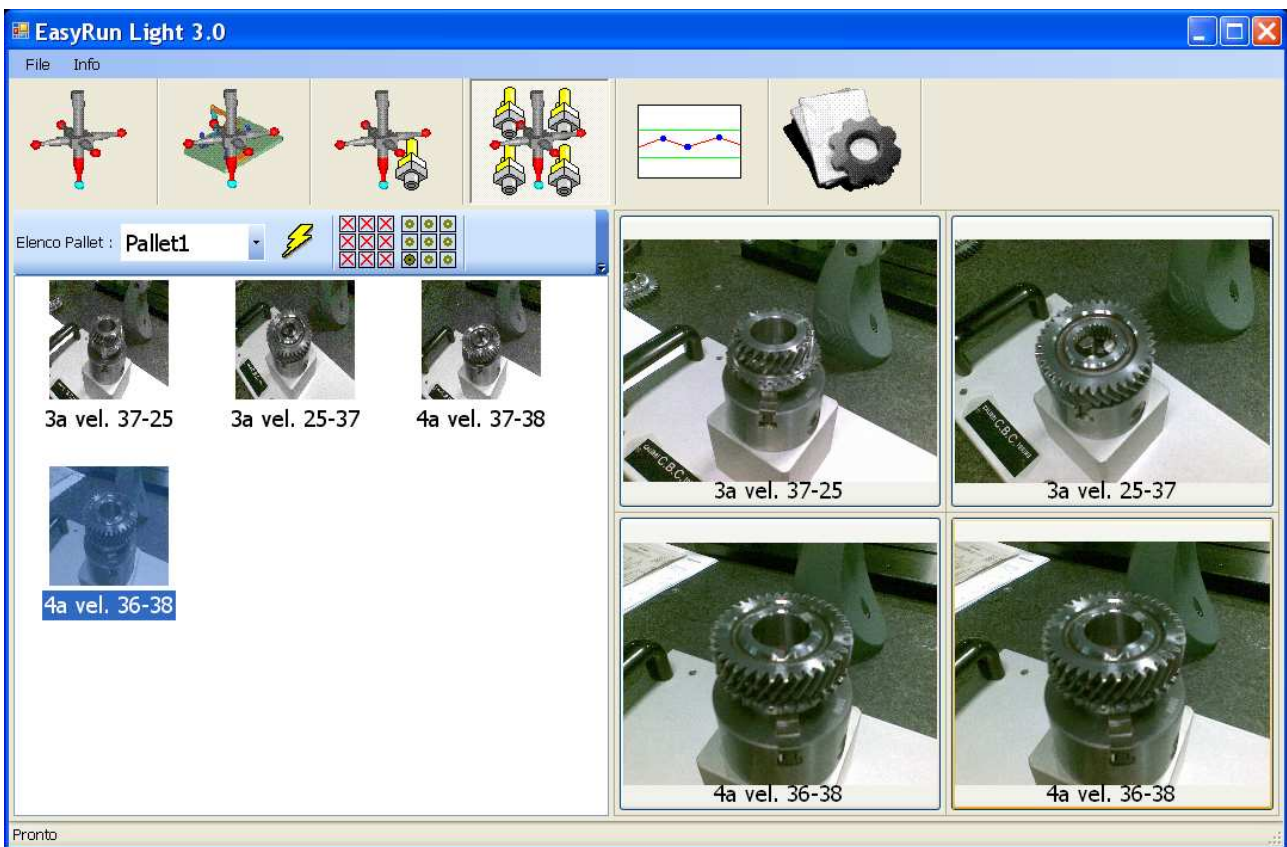 EasyRun Light 3.0
File Info
Elenco Pallet : Pallet1
3a vel. 37-25
3a vel. 25-37
4a vel. 37-38
4a vel. 36-38
3a vel. 37-25
3a vel. 25-37
C.B.C.
C.B.C.
4a vel. 36-38
4a vel. 36-38
Pronto